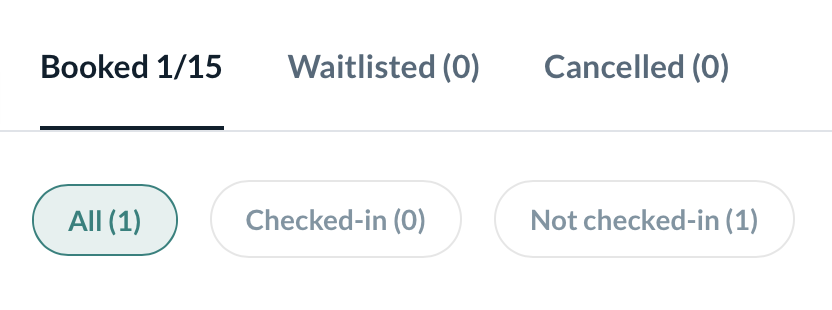 Booked 1/15 Waitlisted (0) Cancelled (0)
All (1) Checked-in (0) Not checked-in (1)